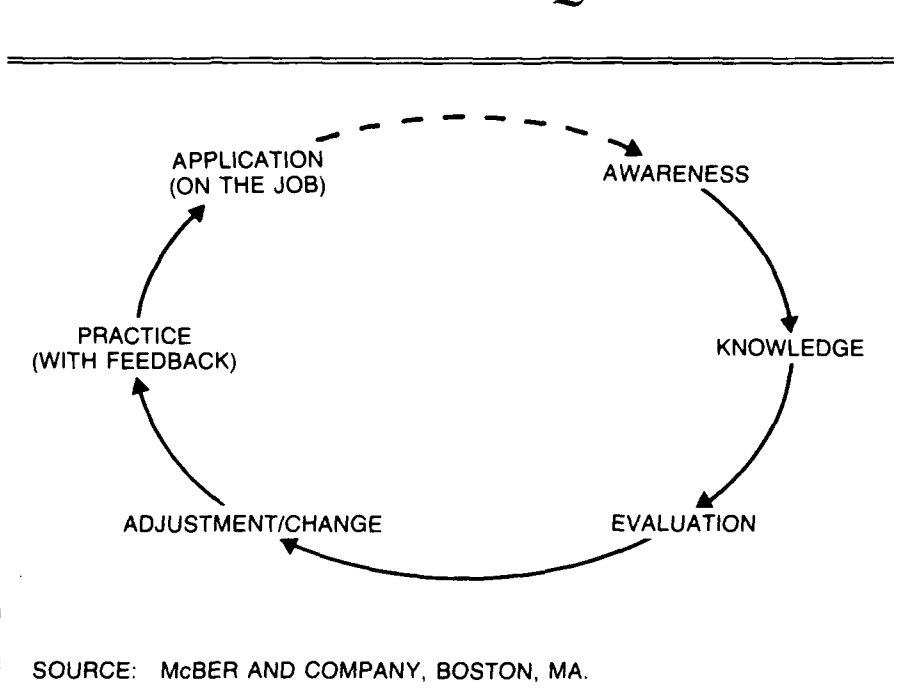 APPLICATION
(ON THE JOB)
AWARENESS
KNOWLEDGE
EVALUATION
ADJUSTMENT/CHANGE
PRACTICE
(WITH FEEDBACK)
SOURCE: McBER AND COMPANY, BOSTON, MA.